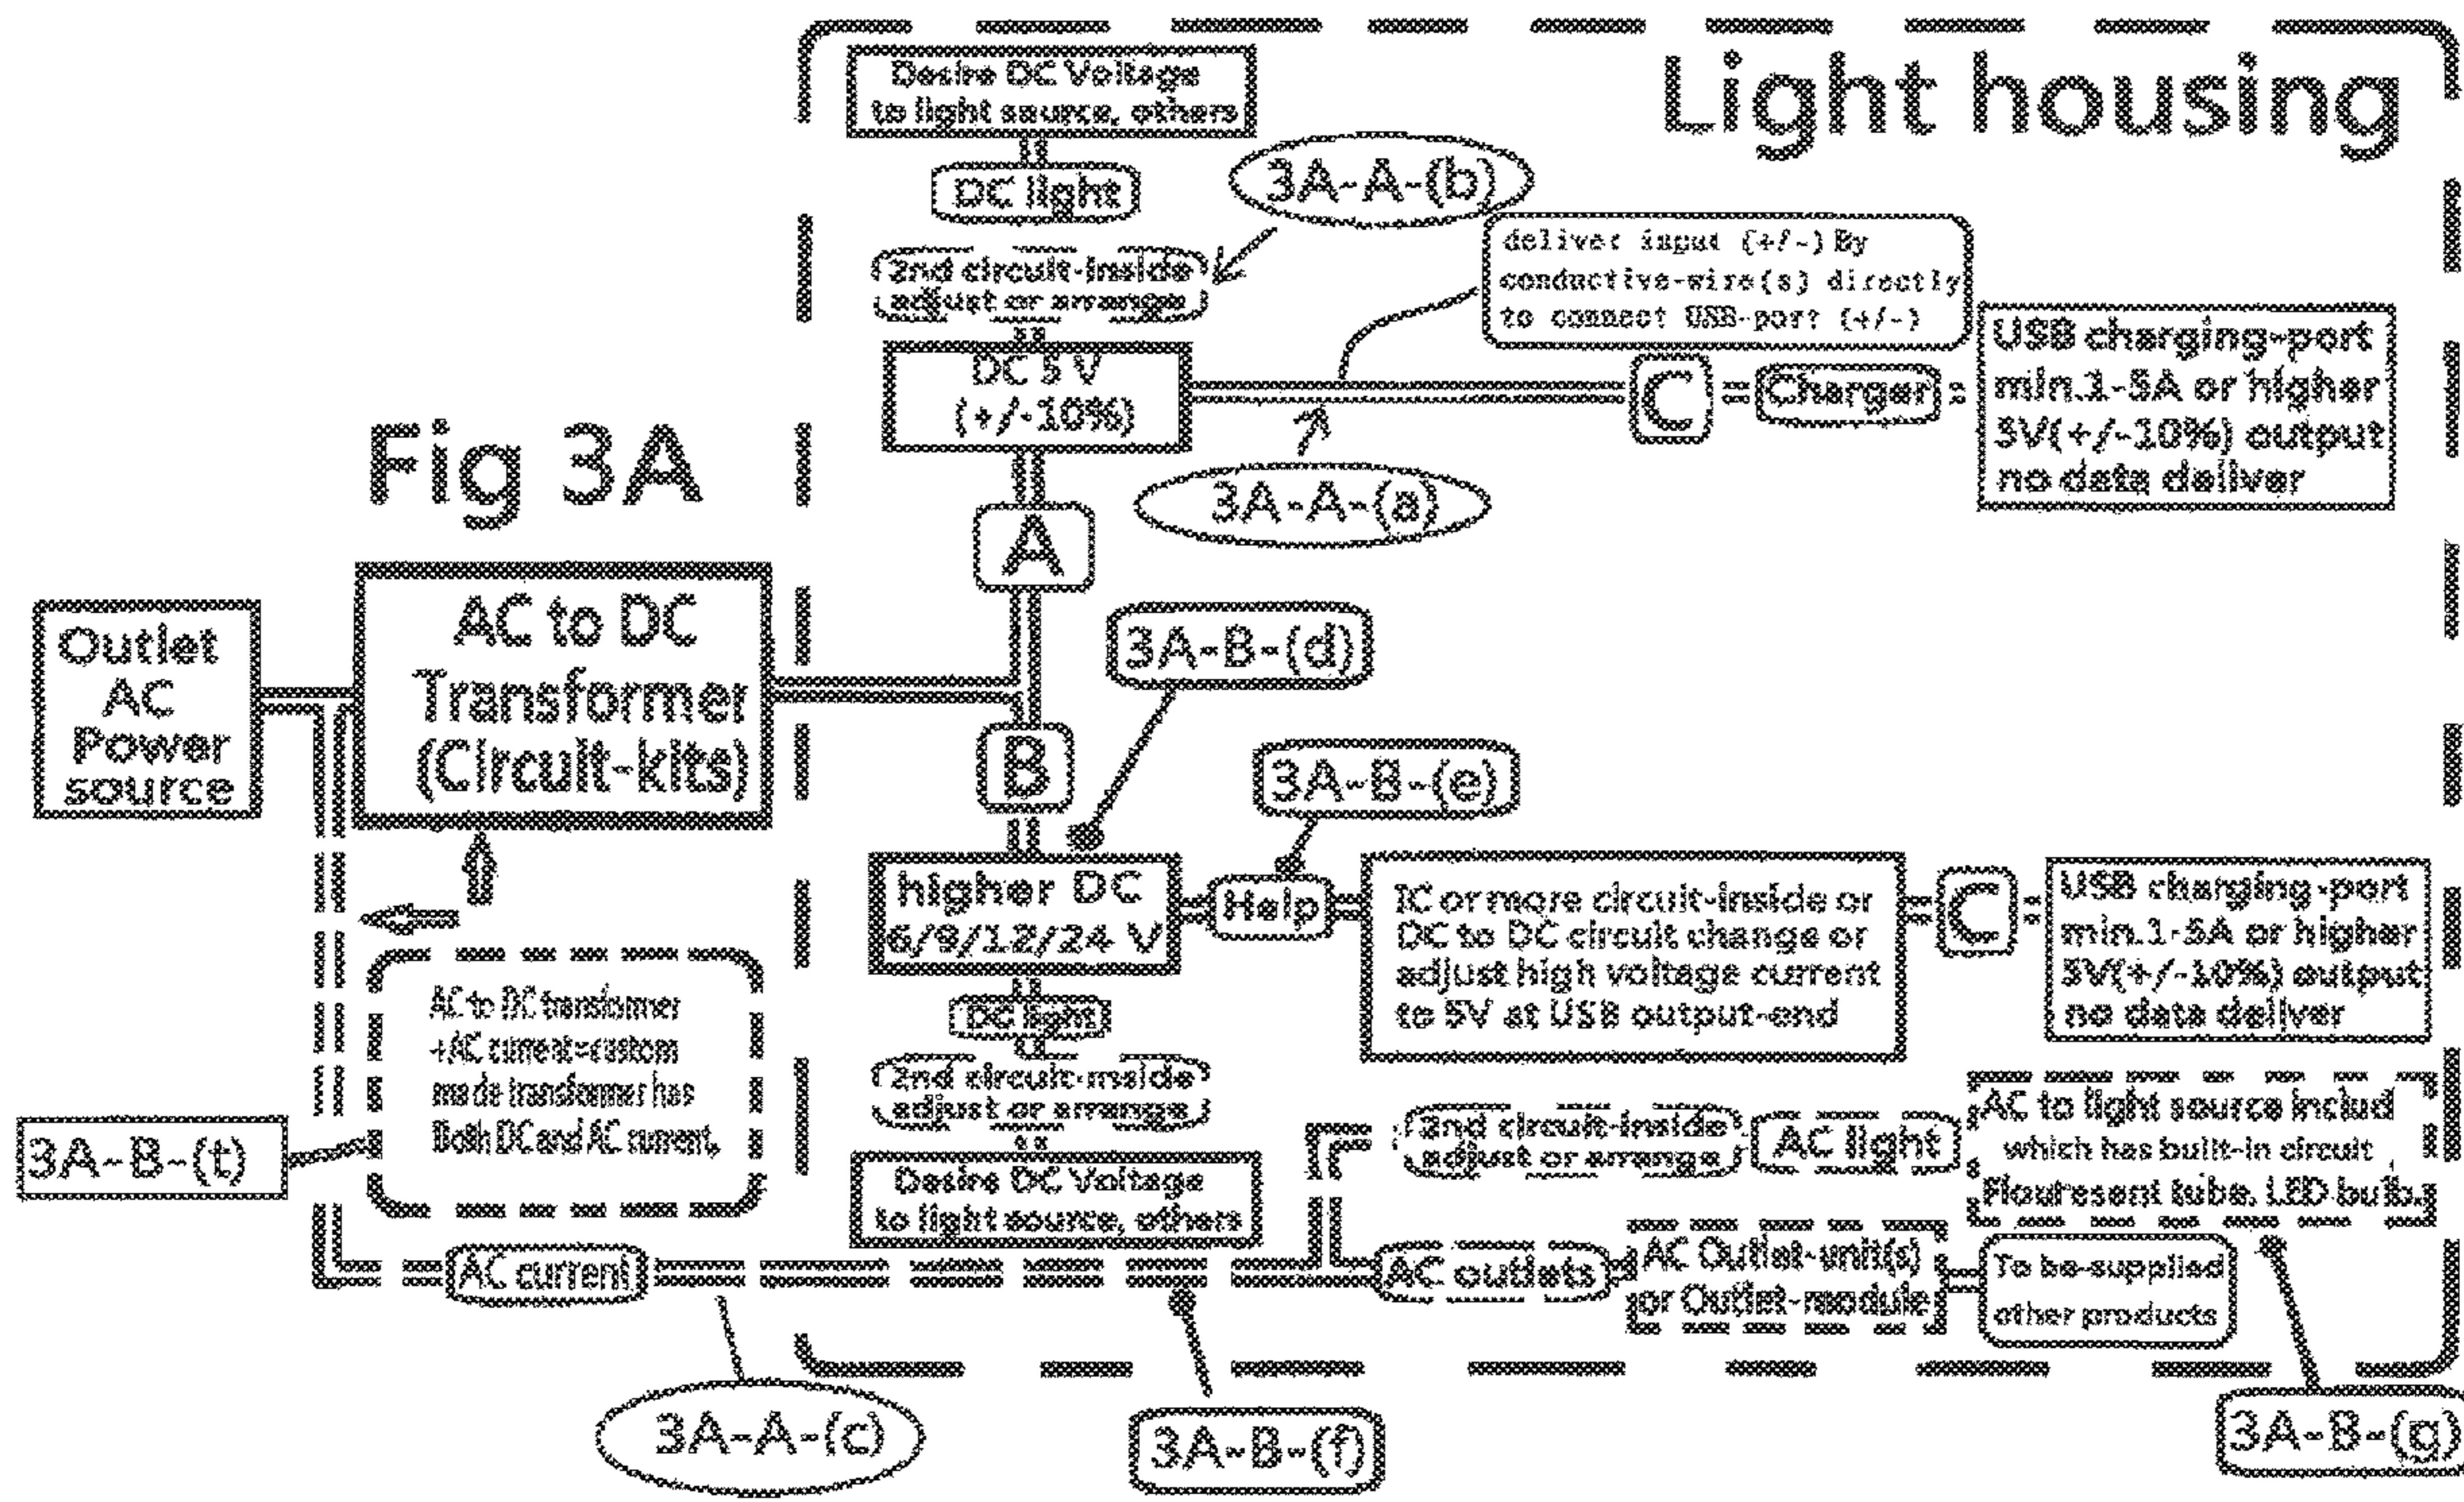 Light housing
Desire DC Voltage
to light source, others
DC light
3A-A-(b)
2nd circuit-inside
adjust or arrange
deliver input (+/-) By
conductive-wire(s) directly
to connect USB-port (+/-)
DC 5 V
(+/-10%)
C
=
Charger
=
USB charging-port
min.1-5A or higher
5V(+/-10%) output
no data deliver
Fig 3A
3A-A-(a)
A
Outlet
AC
Power
source
AC to DC
Transformer
(Circuit-kits)
3A-B-(d)
B
3A-B-(e)
higher DC
6/9/12/24 V
Help
IC or more circuit-inside or
DC to DC circuit change or
adjust high voltage current
to 5V at USB output-end
C
USB charging-port
min.1-5A or higher
5V(+/-10%) output
no data deliver
AC to DC transformer
+AC current=custom
made transformer has
Both DC and AC current,
3A-B-(t)
DC light
2nd circuit-inside
adjust or arrange
Desire DC Voltage
to light source, others
2nd circuit-inside
adjust or arrange
AC light
AC to light source includ
which has built-in circuit
Flouresent tube, LED bulb.
AC current
AC outlets
AC Outlet-unit(s)
or Outlet-module
To be-supplied
other products
3A-A-(c)
3A-B-(f)
3A-B-(g)